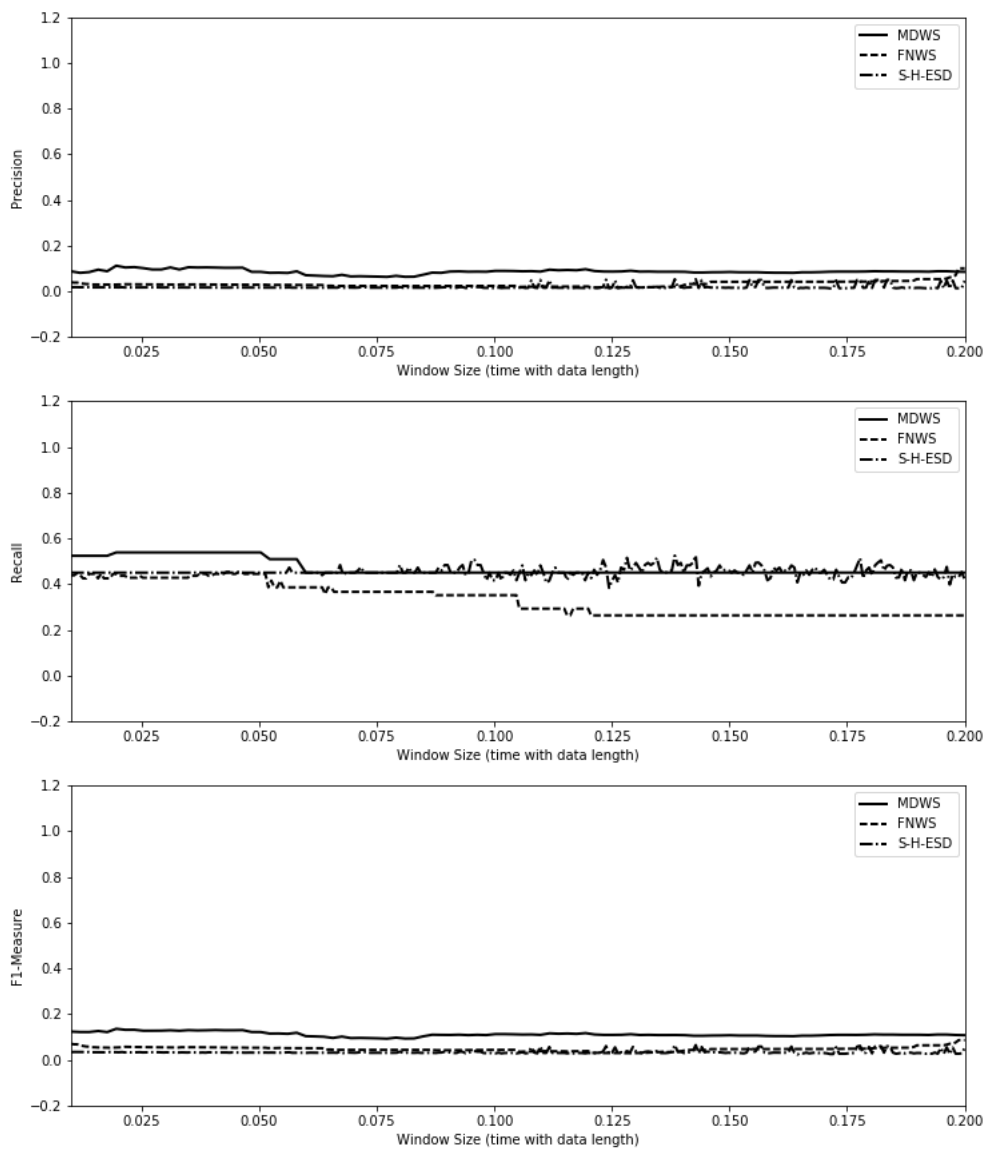 1.2
1.0
0.8
0.6
0.4
0.2
0.0
−0.2
Precision
MDWS
FNWS
S-H-ESD
0.025 0.050 0.075 0.100 0.125 0.150 0.175 0.200
Window Size (time with data length)
1.2
1.0
0.8
0.6
0.4
0.2
0.0
−0.2
Recall
MDWS
FNWS
S-H-ESD
0.025 0.050 0.075 0.100 0.125 0.150 0.175 0.200
Window Size (time with data length)
1.2
1.0
0.8
0.6
0.4
0.2
0.0
−0.2
F1-Measure
MDWS
FNWS
S-H-ESD
0.025 0.050 0.075 0.100 0.125 0.150 0.175 0.200
Window Size (time with data length)